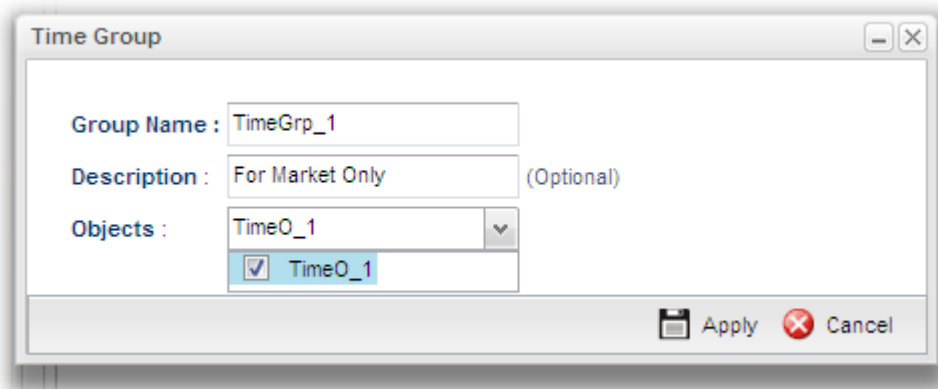 Time Group
Group Name : TimeGrp_1
Description : For Market Only (Optional)
Objects : TimeO_1
TimeO_1
Apply Cancel